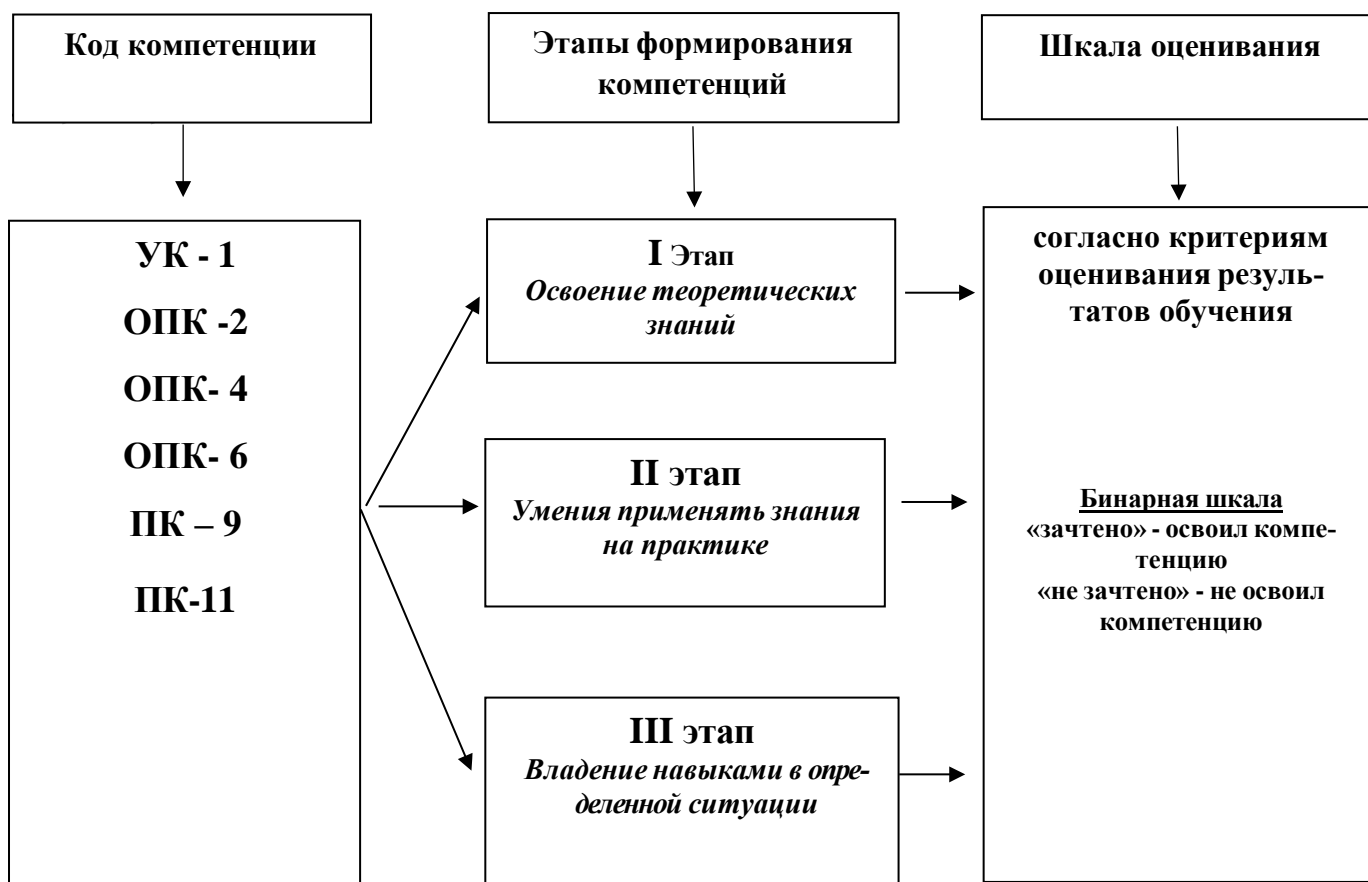 Код компетенции
Этапы формирования
компетенций
Шкала оценивания
УК - 1
ОПК -2
ОПК- 4
ОПК- 6
ПК – 9
ПК-11
I Этап
Освоение теоретических
знаний
II этап
Умения применять знания
на практике
III этап
Владение навыками в опре-
деленной ситуации
согласно критериям
оценивания резуль-
татов обучения
Бинарная шкала
«зачтено» - освоил компе-
тенцию
«не зачтено» - не освоил
компетенцию